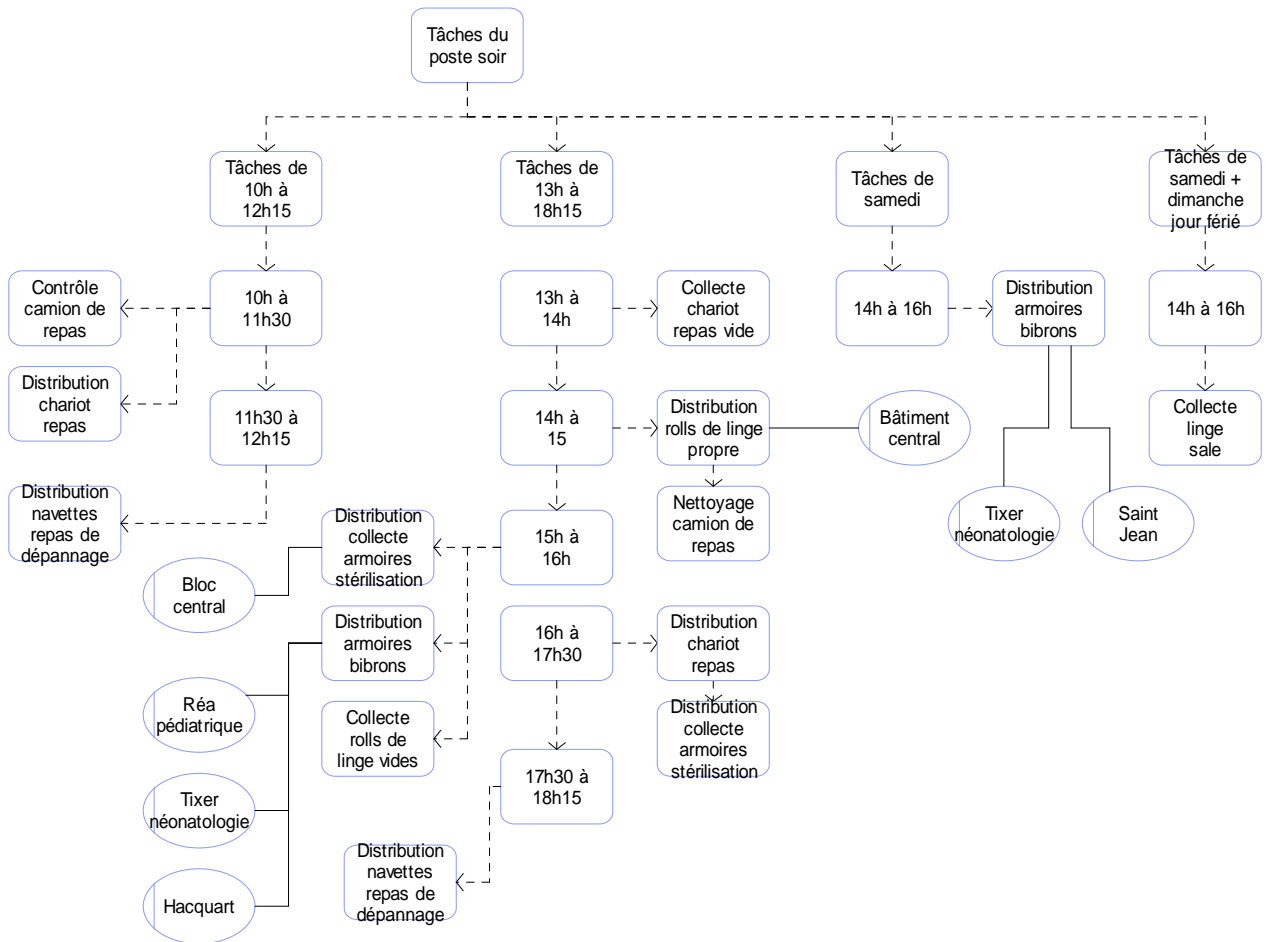 Tâches du
poste soir
Tâches de
10h à
12h15
Tâches de
13h à
18h15
Tâches de
samedi
Tâches de
samedi +
dimanche
jour férié
Contrôle
camion de
repas
10h à
11h30
13h à
14h
Collecte
chariot
repas vide
14h à 16h
Distribution
armoires
bibrons
14h à 16h
Distribution
chariot
repas
11h30 à
12h15
14h à
15
Distribution
rolls de linge
propre
Bâtiment
central
Collecte
linge
sale
Distribution
navettes
repas de
dépannage
Distribution
collecte
armoires
stérilisation
15h à
16h
Nettoyage
camion de
repas
Tixer
néonatologie
Saint
Jean
Bloc
central
Distribution
armoires
bibrons
16h à
17h30
Distribution
chariot
repas
Réa
pédiatrique
Collecte
rolls de
linge vides
Distribution
collecte
armoires
stérilisation
17h30 à
18h15
Tixer
néonatologie
Distribution
navettes
repas de
dépannage
Hacquart